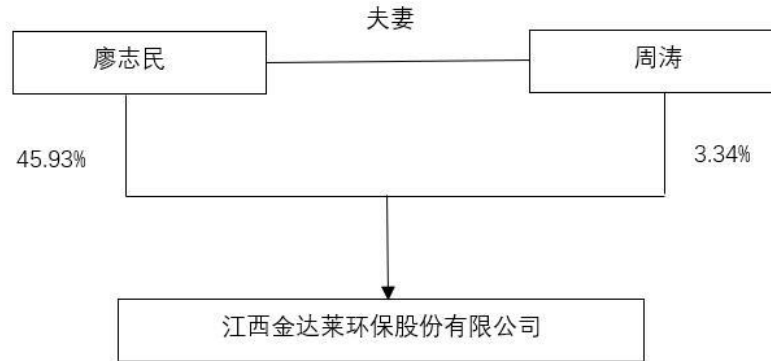 夫妻
廖志民
周涛
45.93%
3.34%
江西金达莱环保股份有限公司